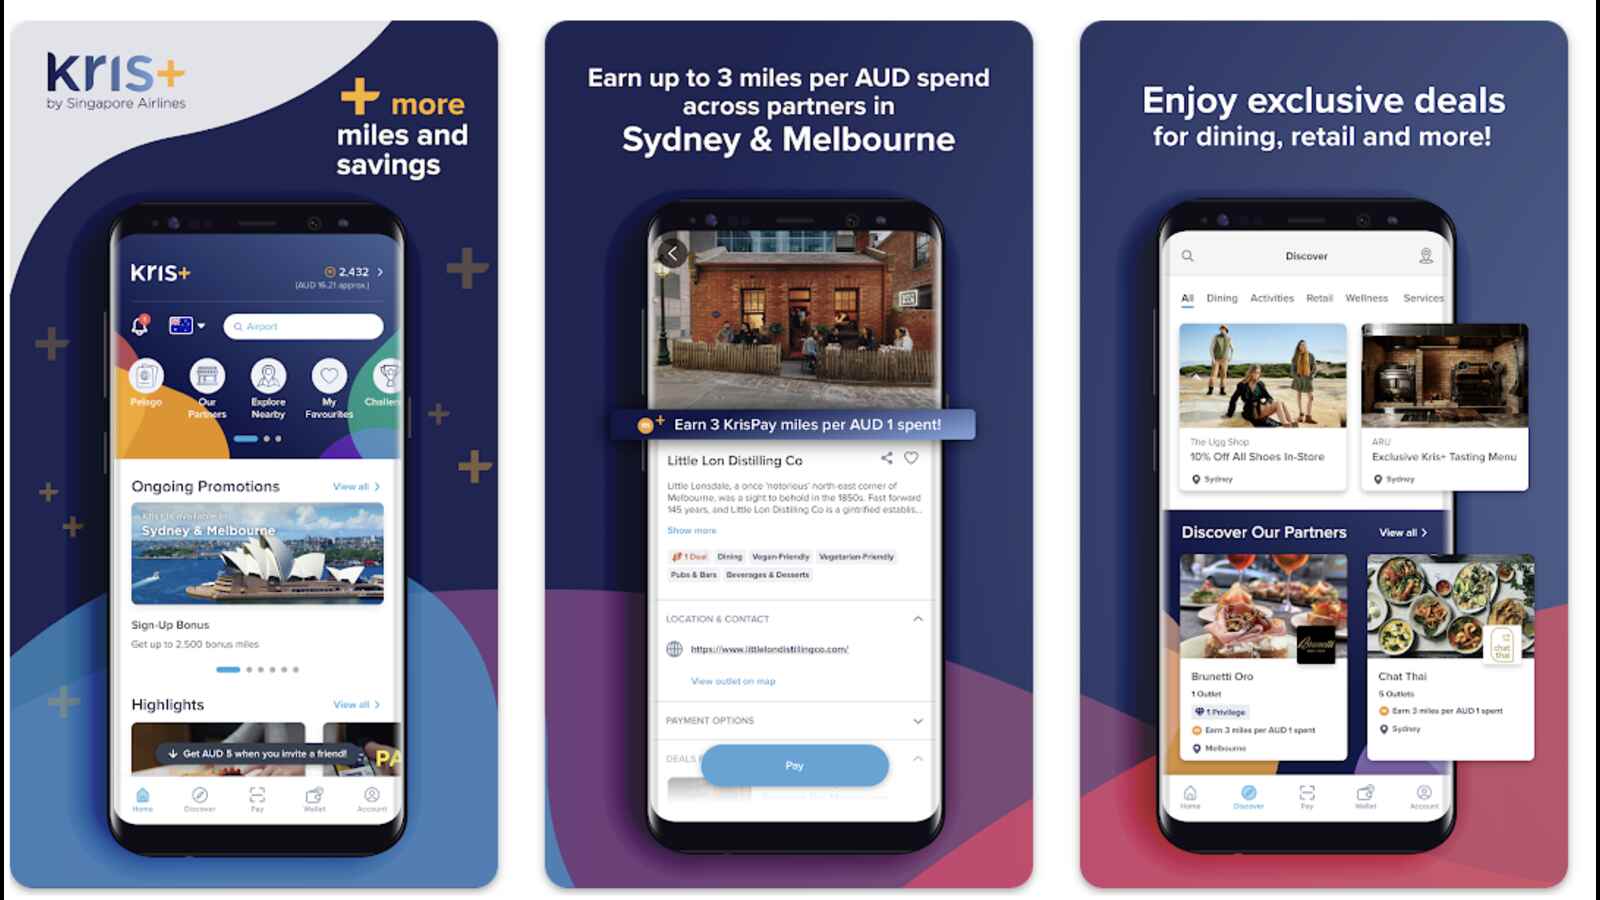 kris+
by Singapore Airlines
+ more
miles and
savings
kris+
2,432
(AUD 16.21 approx.)
1
Airport
Pelago
Our
Partners
Explore
Nearby
My
Favourites
Challen
Ongoing Promotions
View all
Kris+ is available in
Sydney & Melbourne
Sign-Up Bonus
Get up to 2,500 bonus miles
Highlights
View all
Get AUD 5 when you invite a friend!
PA
Home
Discover
Pay
Wallet
Account
Earn up to 3 miles per AUD spend
across partners in
Sydney & Melbourne
Earn 3 KrisPay miles per AUD 1 spent!
Little Lon Distilling Co
Little Lonsdale, a once 'notorious' north-east corner of
Melbourne, was a sight to behold in the 1850s. Fast forward
145 years, and Little Lon Distilling Co is a gintrified establis...
Show more
1 Deal
Dining
Vegan-Friendly
Vegetarian-Friendly
Pubs & Bars
Beverages & Desserts
LOCATION & CONTACT
https://www.littlelondistillingco.com/
View outlet on map
PAYMENT OPTIONS
DEALS
Pay
Enjoy exclusive deals
for dining, retail and more!
Discover
All
Dining
Activities
Retail
Wellness
Services
The Ugg Shop
10% Off All Shoes In-Store
Sydney
ARU
Exclusive Kris+ Tasting Menu
Sydney
Discover Our Partners
View all
Brunetti
Brunetti Oro
1 Outlet
1 Privilege
Earn 3 miles per AUD 1 spent
Melbourne
chat
thai
Chat Thai
5 Outlets
Earn 3 miles per AUD 1 spent
Sydney
Home
Discover
Pay
Wallet
Account